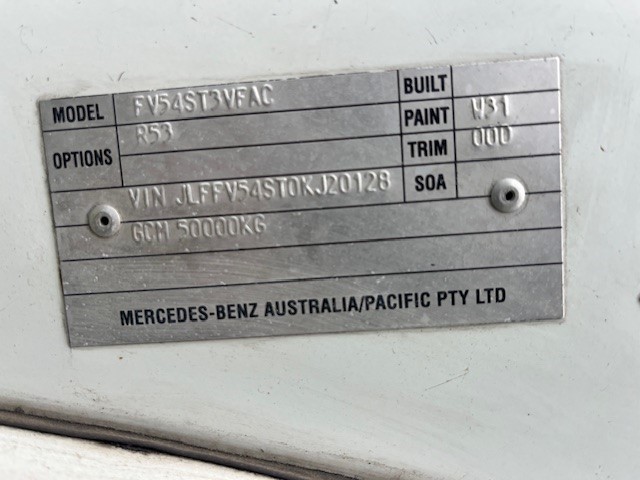 MODEL FV54ST3VFAC BUILT
OPTIONS R53 PAINT W31
TRIM 000
VIN JLFFV54ST0KJ20128 SOA
GCM 50000KG
MERCEDES-BENZ AUSTRALIA/PACIFIC PTY LTD